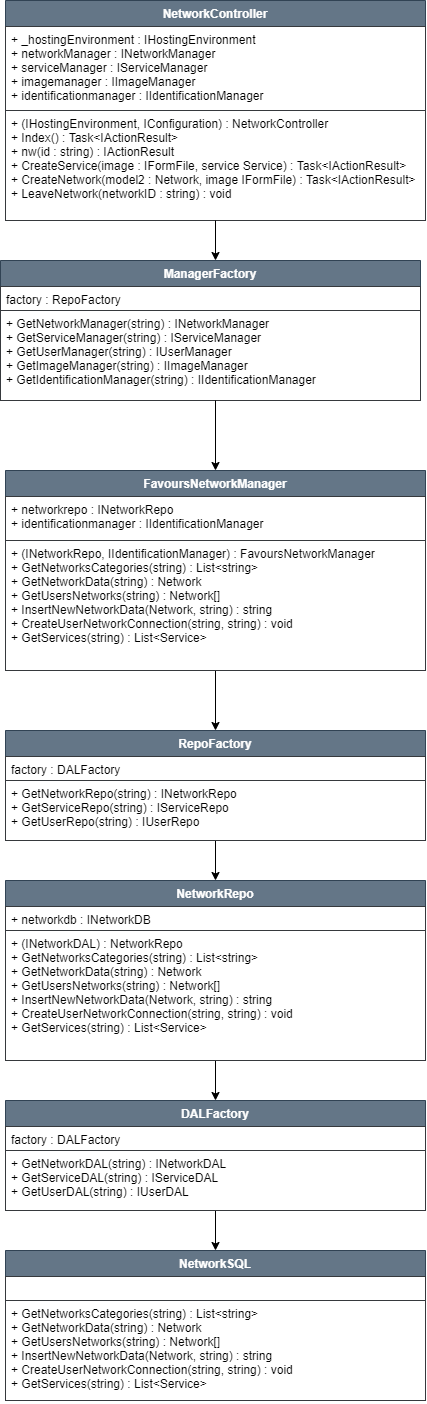 NetworkController
+ _hostingEnvironment : IHostingEnvironment
+ networkManager : INetworkManager
+ serviceManager : IServiceManager
+ imagemanager : IImageManager
+ identificationmanager : IIdentificationManager
+ (IHostingEnvironment, IConfiguration) : NetworkController
+ Index() : Task<IActionResult>
+ nw(id : string) : IActionResult
+ CreateService(image : IFormFile, service Service) : Task<IActionResult>
+ CreateNetwork(model2 : Network, image IFormFile) : Task<IActionResult>
+ LeaveNetwork(networkID : string) : void
ManagerFactory
factory : RepoFactory
+ GetNetworkManager(string) : INetworkManager
+ GetServiceManager(string) : IServiceManager
+ GetUserManager(string) : IUserManager
+ GetImageManager(string) : IImageManager
+ GetIdentificationManager(string) : IIdentificationManager
FavoursNetworkManager
+ networkrepo : INetworkRepo
+ identificationmanager : IIdentificationManager
+ (INetworkRepo, IIdentificationManager) : FavoursNetworkManager
+ GetNetworksCategories(string) : List<string>
+ GetNetworkData(string) : Network
+ GetUsersNetworks(string) : Network[]
+ InsertNewNetworkData(Network, string) : string
+ CreateUserNetworkConnection(string, string) : void
+ GetServices(string) : List<Service>
RepoFactory
factory : DALFactory
+ GetNetworkRepo(string) : INetworkRepo
+ GetServiceRepo(string) : IServiceRepo
+ GetUserRepo(string) : IUserRepo
NetworkRepo
+ networkdb : INetworkDB
+ (INetworkDAL) : NetworkRepo
+ GetNetworksCategories(string) : List<string>
+ GetNetworkData(string) : Network
+ GetUsersNetworks(string) : Network[]
+ InsertNewNetworkData(Network, string) : string
+ CreateUserNetworkConnection(string, string) : void
+ GetServices(string) : List<Service>
DALFactory
factory : DALFactory
+ GetNetworkDAL(string) : INetworkDAL
+ GetServiceDAL(string) : IServiceDAL
+ GetUserDAL(string) : IUserDAL
NetworkSQL
+ GetNetworksCategories(string) : List<string>
+ GetNetworkData(string) : Network
+ GetUsersNetworks(string) : Network[]
+ InsertNewNetworkData(Network, string) : string
+ CreateUserNetworkConnection(string, string) : void
+ GetServices(string) : List<Service>